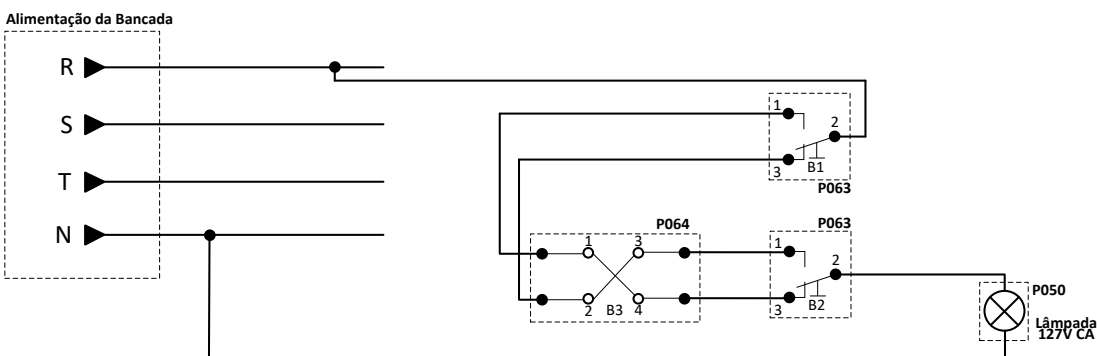 Alimentação da Bancada
R
S
T
N
1
2
3
B1
P063
P064
1
3
2
B3
4
P063
1
2
3
B2
P050
Lâmpada
127V CA